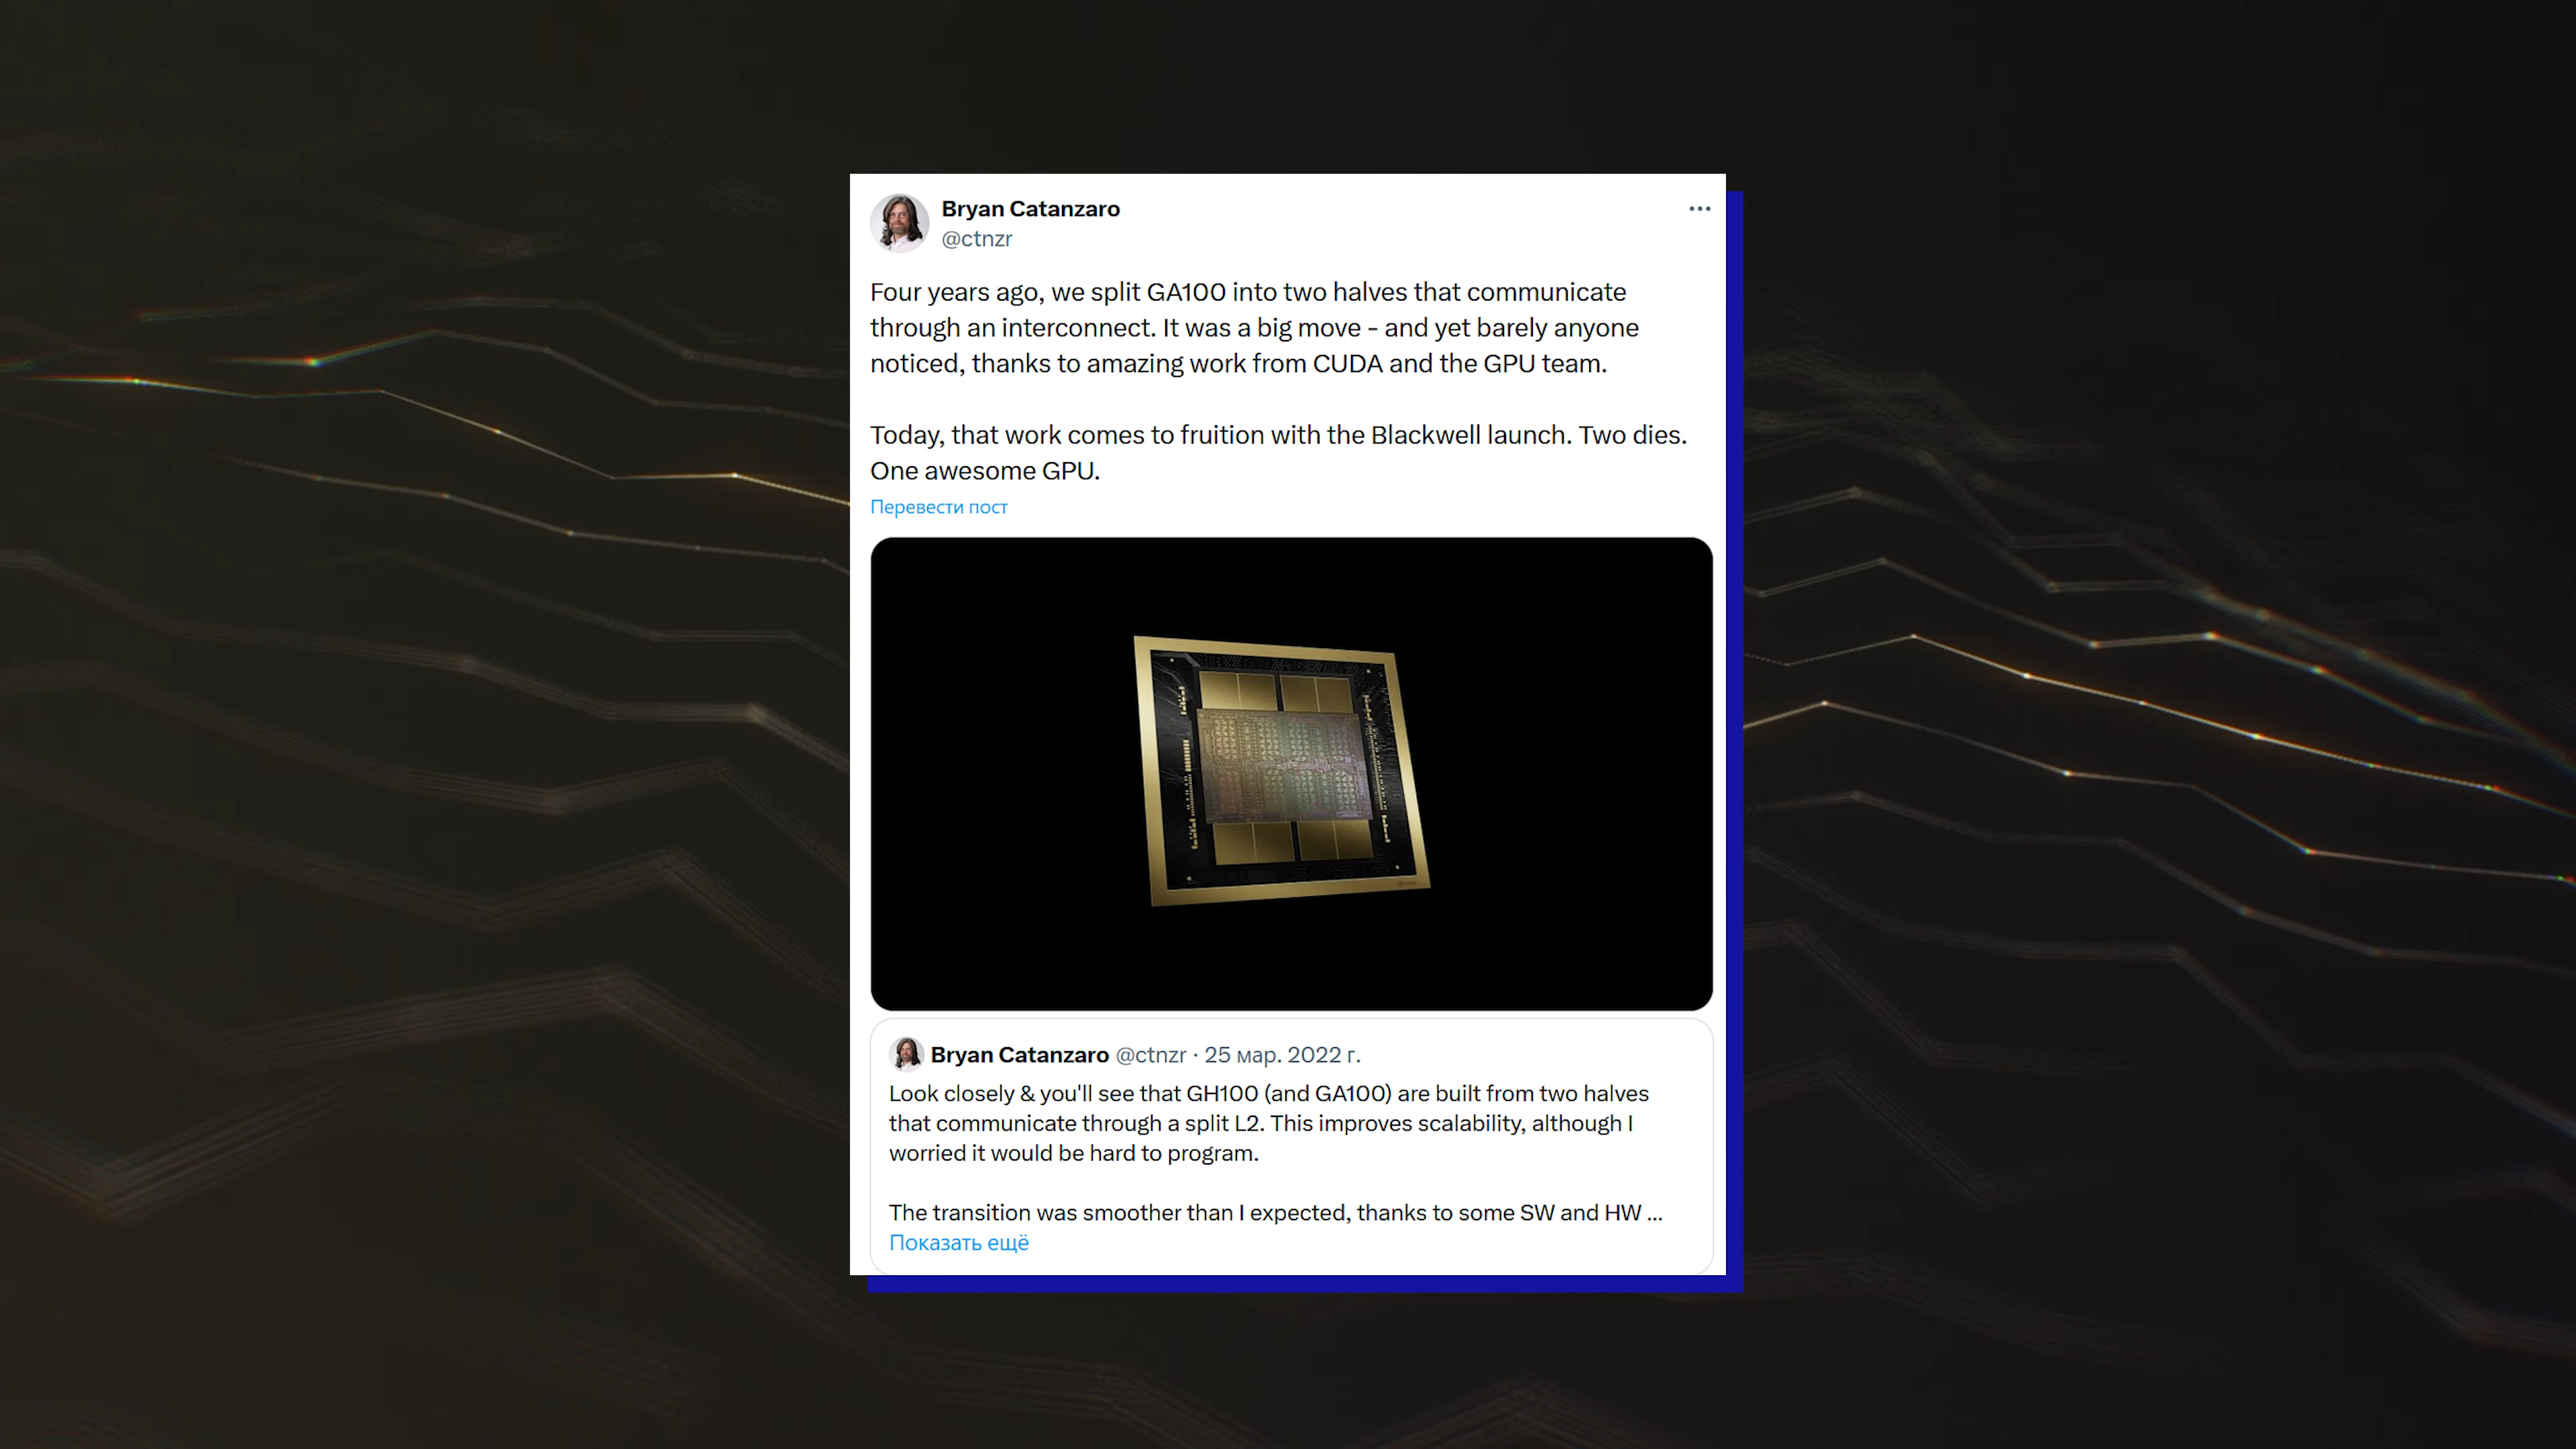 Bryan Catanzaro
@ctnzr
Four years ago, we split GA100 into two halves that communicate
through an interconnect. It was a big move - and yet barely anyone
noticed, thanks to amazing work from CUDA and the GPU team.
Today, that work comes to fruition with the Blackwell launch. Two dies.
One awesome GPU.
Перевести пост
Bryan Catanzaro @ctnzr · 25 мар. 2022 г.
Look closely & you'll see that GH100 (and GA100) are built from two halves
that communicate through a split L2. This improves scalability, although I
worried it would be hard to program.
The transition was smoother than I expected, thanks to some SW and HW ...
Показать ещё